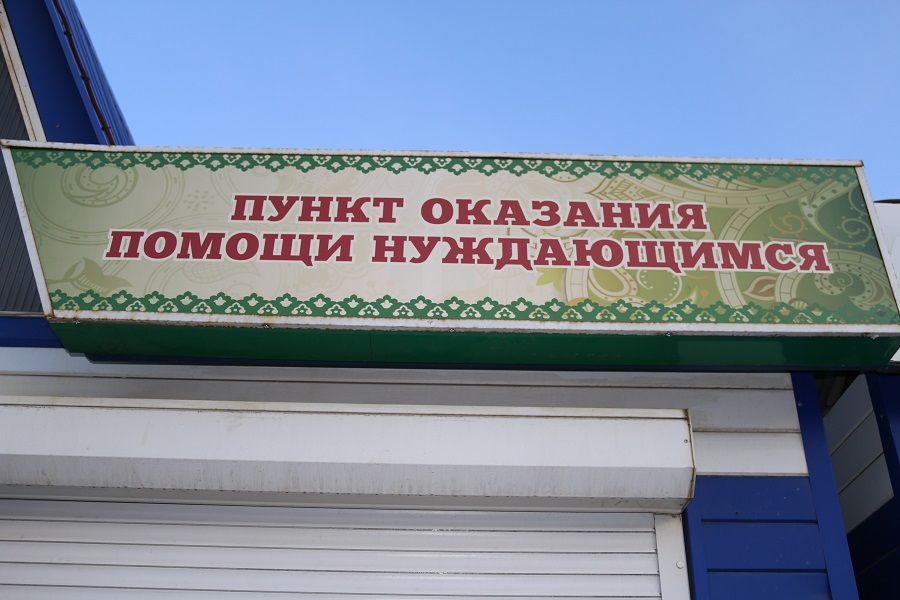 ПУНКТ ОКАЗАНИЯ
ПОМОЩИ НУЖДАЮЩИМСЯ